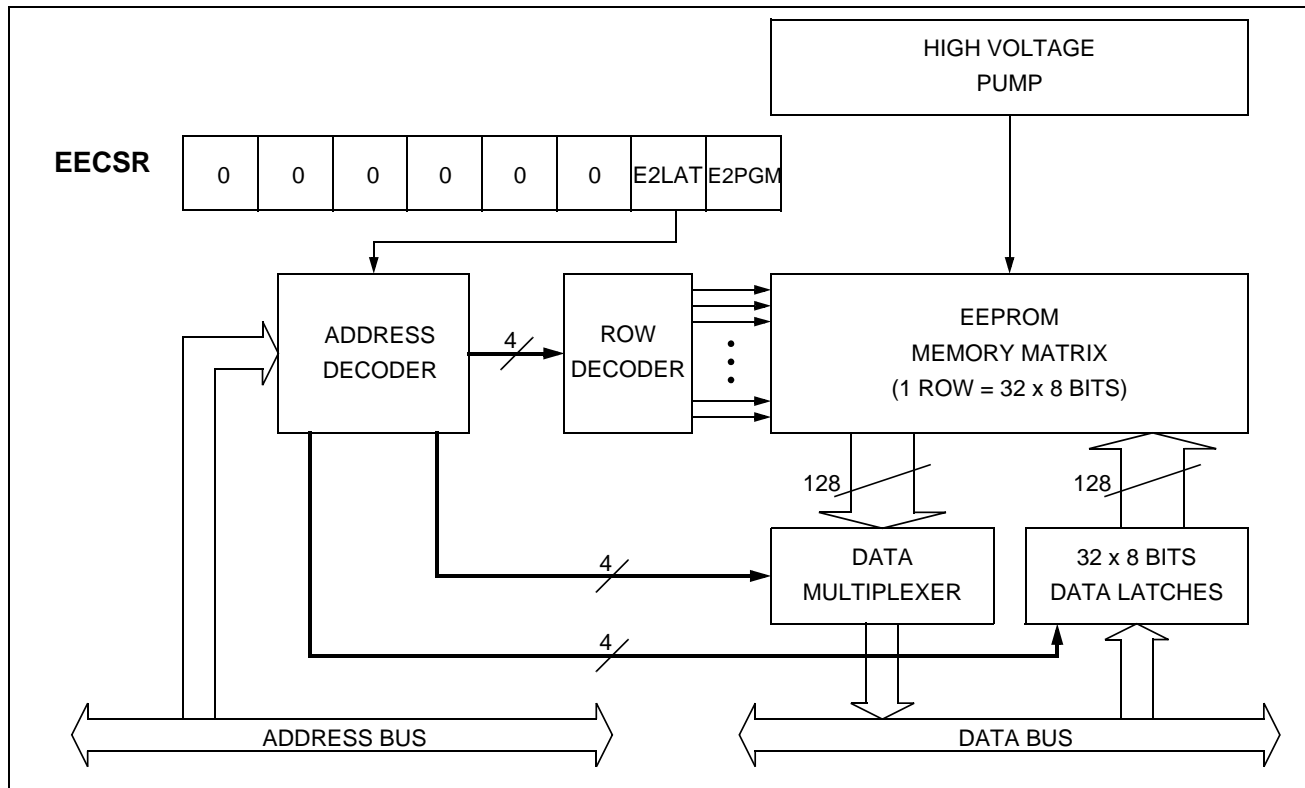 HIGH VOLTAGE
PUMP
EECSR
0 0 0 0 0 0 E2LAT E2PGM
ADDRESS
DECODER
4
ROW
DECODER
EEPROM
MEMORY MATRIX
(1 ROW = 32 x 8 BITS)
128
128
4
DATA
MULTIPLEXER
32 x 8 BITS
DATA LATCHES
4
ADDRESS BUS
DATA BUS